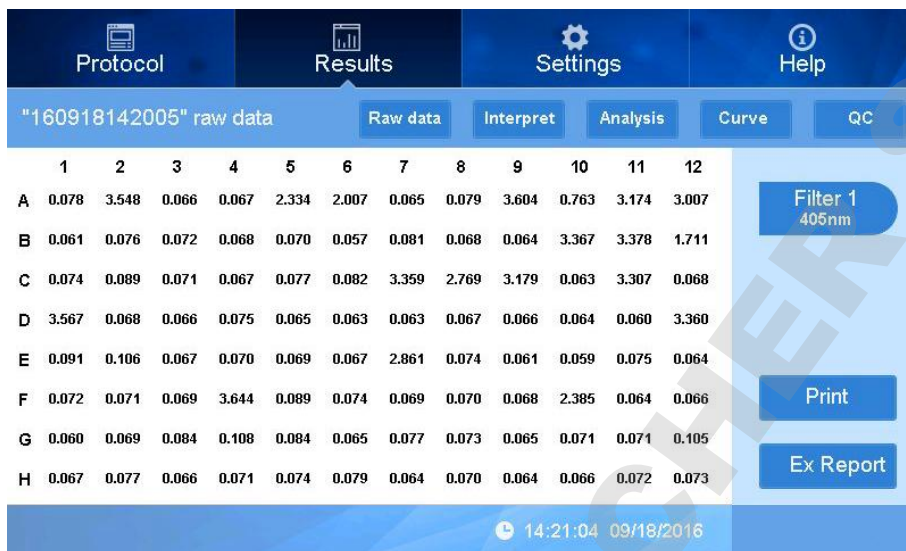 Protocol Results Settings Help
"160918142005" raw data Raw data Interpret Analysis Curve QC
1 2 3 4 5 6 7 8 9 10 11 12
A 0.078 3.548 0.066 0.067 2.334 2.007 0.065 0.079 3.604 0.763 3.174 3.007
Filter 1
405nm
B 0.061 0.076 0.072 0.068 0.070 0.057 0.081 0.068 0.064 3.367 3.378 1.711
C 0.074 0.089 0.071 0.067 0.077 0.082 3.359 2.769 3.179 0.063 3.307 0.068
D 3.567 0.068 0.066 0.075 0.065 0.063 0.063 0.067 0.066 0.064 0.060 3.360
E 0.091 0.106 0.067 0.070 0.069 0.067 2.861 0.074 0.061 0.059 0.075 0.064
F 0.072 0.071 0.069 3.644 0.089 0.074 0.069 0.070 0.068 2.385 0.064 0.066
Print
G 0.060 0.069 0.084 0.108 0.084 0.065 0.077 0.073 0.065 0.071 0.071 0.105
Ex Report
H 0.067 0.077 0.066 0.071 0.074 0.079 0.064 0.070 0.064 0.066 0.072 0.073
14:21:04 09/18/2016
CHER